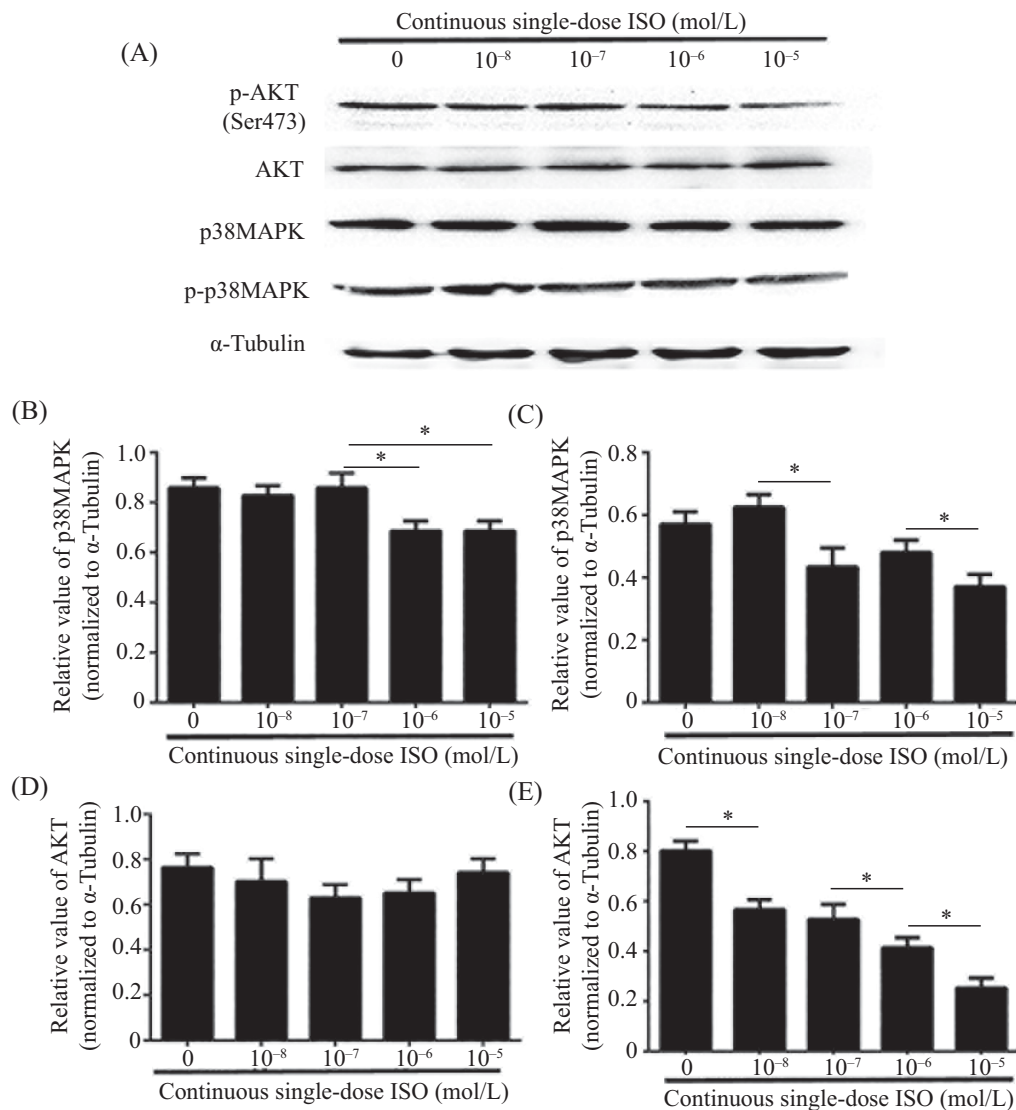 Continuous single-dose ISO (mol/L)
(A)
0 10⁻⁸ 10⁻⁷ 10⁻⁶ 10⁻⁵
p-AKT
(Ser473)
AKT
p38MAPK
p-p38MAPK
α-Tubulin
(B)
Relative value of p38MAPK
(normalized to α-Tubulin)
1.0
0.8
0.6
0.4
0.2
0
* *
0 10⁻⁸ 10⁻⁷ 10⁻⁶ 10⁻⁵
Continuous single-dose ISO (mol/L)
(C)
Relative value of p38MAPK
(normalized to α-Tubulin)
0.8
0.6
0.4
0.2
0
* *
0 10⁻⁸ 10⁻⁷ 10⁻⁶ 10⁻⁵
Continuous single-dose ISO (mol/L)
(D)
Relative value of AKT
(normalized to α-Tubulin)
1.0
0.8
0.6
0.4
0.2
0
0 10⁻⁸ 10⁻⁷ 10⁻⁶ 10⁻⁵
Continuous single-dose ISO (mol/L)
(E)
Relative value of AKT
(normalized to α-Tubulin)
1.0
0.8
0.6
0.4
0.2
0
* * *
0 10⁻⁸ 10⁻⁷ 10⁻⁶ 10⁻⁵
Continuous single-dose ISO (mol/L)